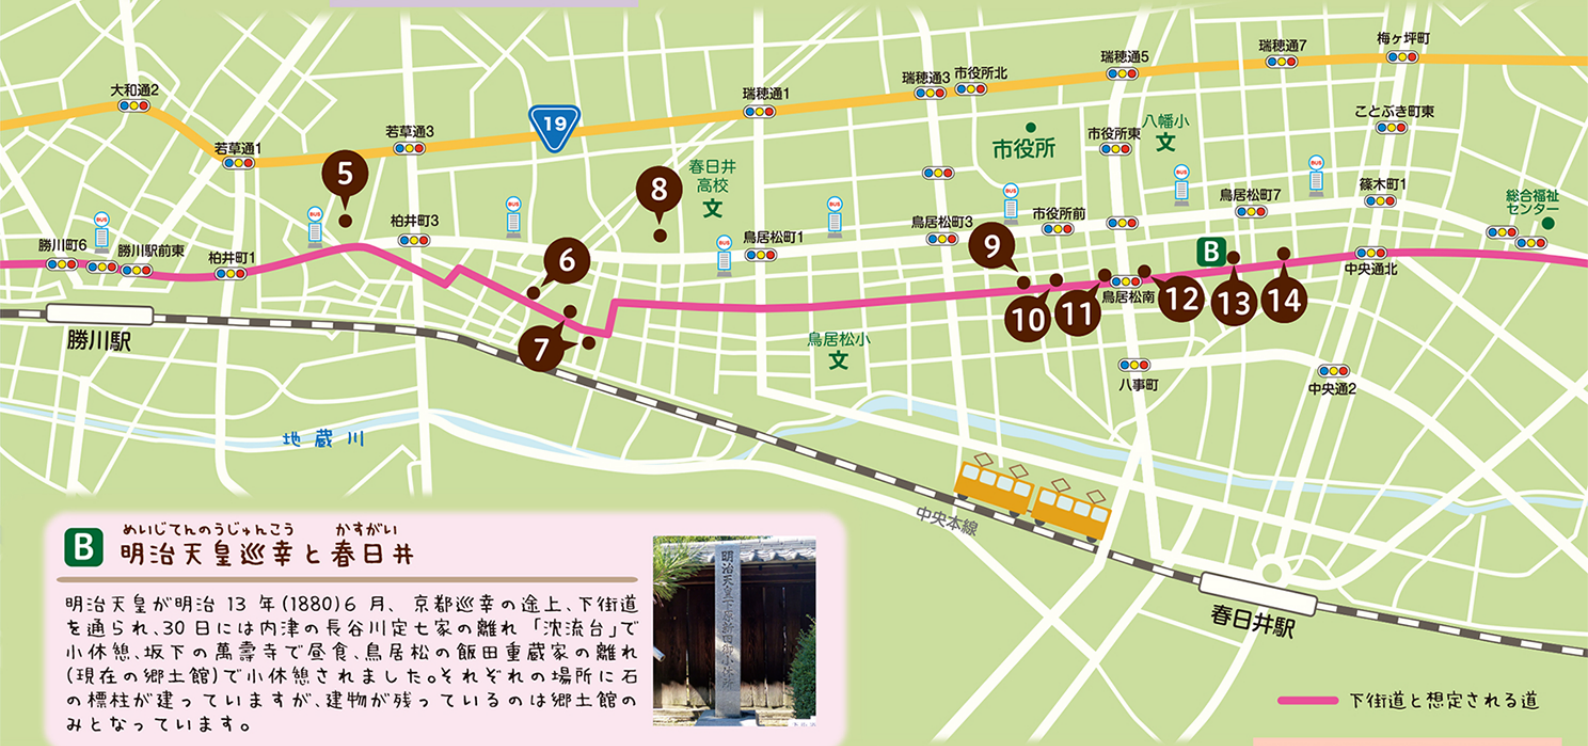 大和通2
若草通1
若草通3
19
瑞穂通1
瑞穂通3
市役所北
瑞穂通5
瑞穂通7
梅ヶ坪町
ことぶき町東
市役所東
八幡小
文
市役所
春日井
高校
文
5
8
BUS
BUS
BUS
BUS
BUS
BUS
BUS
BUS
勝川町6
勝川駅前東
柏井町1
柏井町3
鳥居松町1
鳥居松町3
市役所前
鳥居松町7
篠木町1
総合福祉
センター
6
7
9
10
11
鳥居松南
12
B
13
14
中央通北
勝川駅
鳥居松小
文
八事町
中央通2
地蔵川
中央本線
春日井駅
B
めいじてんのうじゅんこう かすがい
明治天皇巡幸と春日井
明治天皇が明治 13 年(1880)6 月、京都巡幸の途上、下街道
を通られ、30 日には内津の長谷川定七家の離れ「沈流台」で
小休憩、坂下の萬壽寺で昼食、鳥居松の飯田重蔵家の離れ
(現在の郷土館)で小休憩されました。それぞれの場所に石
の標柱が建っていますが、建物が残っているのは郷土館の
みとなっています。
下街道と想定される道